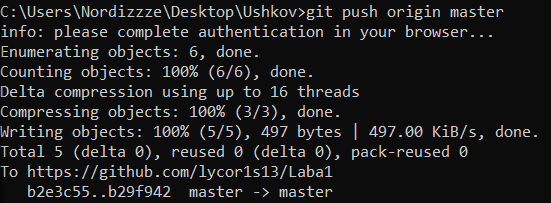 C:\Users\Nordizzze\Desktop\Ushkov>git push origin master
info: please complete authentication in your browser...
Enumerating objects: 6, done.
Counting objects: 100% (6/6), done.
Delta compression using up to 16 threads
Compressing objects: 100% (3/3), done.
Writing objects: 100% (5/5), 497 bytes | 497.00 KiB/s, done.
Total 5 (delta 0), reused 0 (delta 0), pack-reused 0
To https://github.com/lycor1s13/Laba1
   b2e3c55..b29f942  master -> master